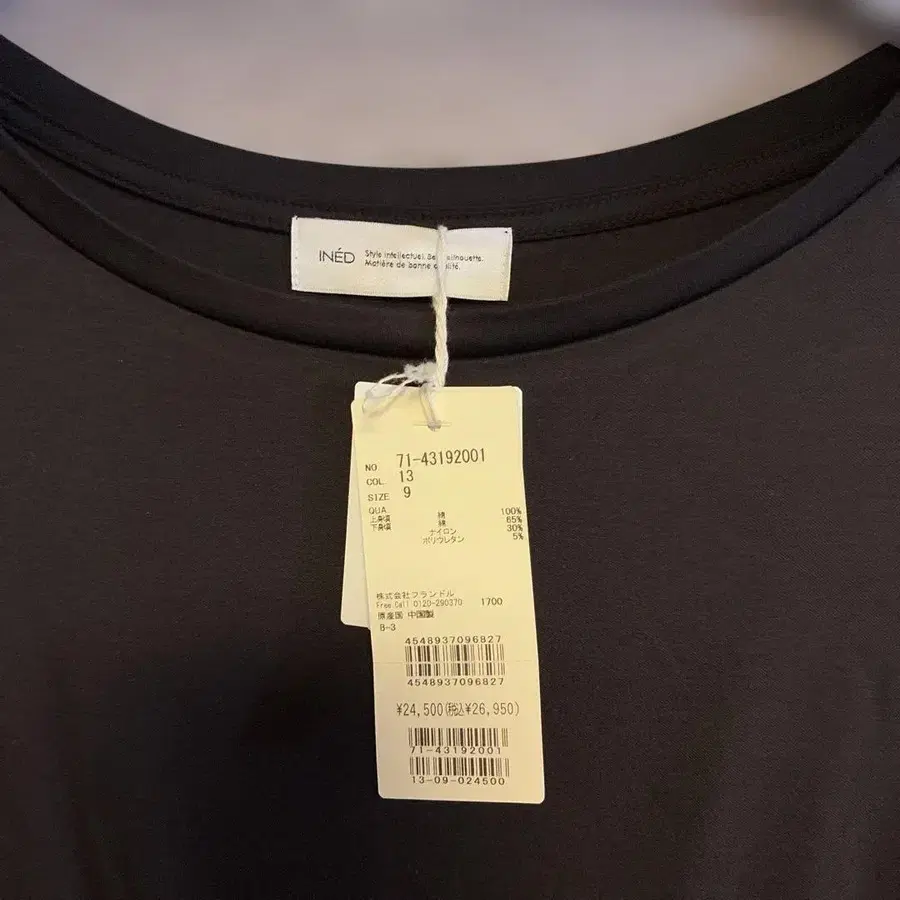 INÉD
Style intellectuel. Be silhouette.
Matière de bonne qualité.
NO 71-43192001
COL 13
SIZE 9
QUA.
上身頃 綿 100%
下身頃 綿 65%
ナイロン 30%
ポリウレタン 5%
株式会社フランドル
Free Call 0120-290370 1700
原産国 中国製
B-3
4548937096827
4548937096827
¥24,500(税込¥26,950)
71-43192001
13-09-024500